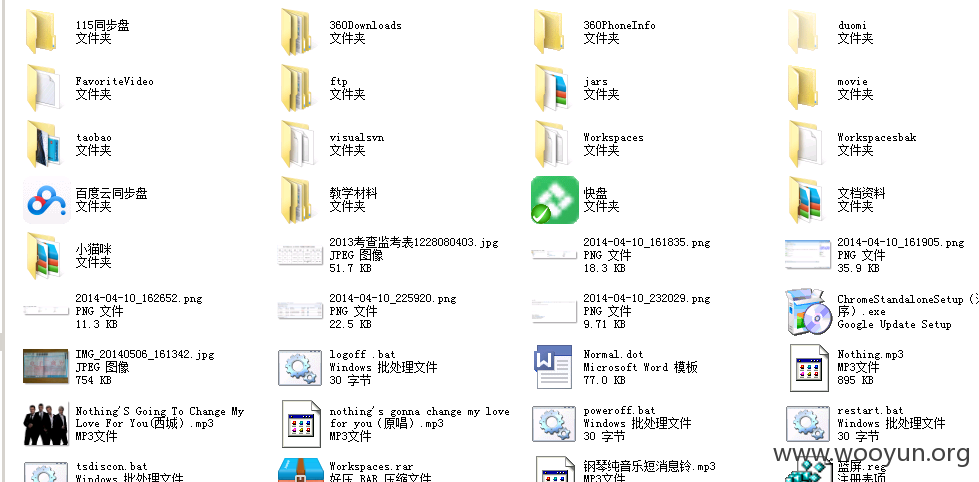 115同步盘
文件夹
360Downloads
文件夹
360PhoneInfo
文件夹
duomi
文件夹
FavoriteVideo
文件夹
ftp
文件夹
jars
文件夹
movie
文件夹
taobao
文件夹
visualsvn
文件夹
Workspaces
文件夹
Workspacesbak
文件夹
百度云同步盘
文件夹
教学材料
文件夹
快盘
文件夹
文档资料
文件夹
小猫咪
文件夹
2013考查监考表1228080403.jpg
JPEG 图像
51.7 KB
2014-04-10_161835.png
PNG 文件
18.3 KB
2014-04-10_161905.png
PNG 文件
35.9 KB
2014-04-10_162652.png
PNG 文件
11.3 KB
2014-04-10_225920.png
PNG 文件
22.5 KB
2014-04-10_232029.png
PNG 文件
9.71 KB
ChromeStandaloneSetup（
序）.exe
Google Update Setup
IMG_20140506_161342.jpg
JPEG 图像
754 KB
logoff .bat
Windows 批处理文件
30 字节
Normal.dot
Microsoft Word 模板
77.0 KB
Nothing.mp3
MP3文件
895 KB
Nothing'S Going To Change My
Love For You(西城）.mp3
MP3文件
nothing's gonna change my love
for you（原唱）.mp3
MP3文件
poweroff.bat
Windows 批处理文件
30 字节
restart.bat
Windows 批处理文件
30 字节
tsdiscon.bat
Windows 批处理文件
Workspaces.rar
好压 RAR 压缩文件
钢琴纯音乐短消息铃.mp3
MP3文件
蓝屏.reg
注册表项
www.wooyun.org